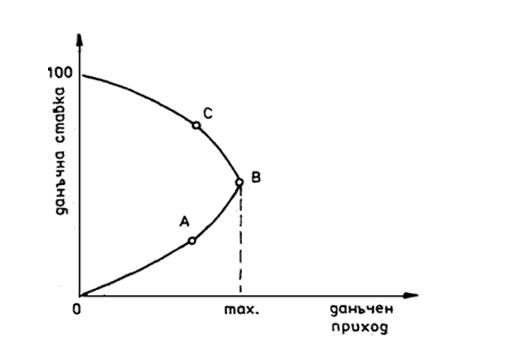 100
данъчна ставка
C
B
A
0
max.
данъчен
приход